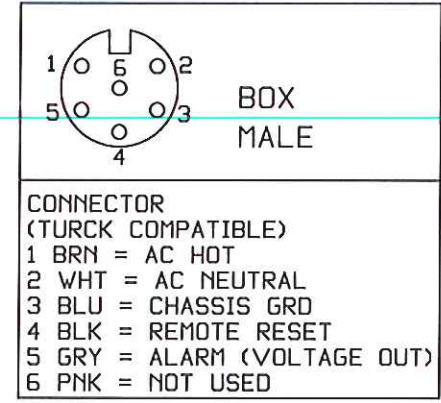 1 6 2
5 3
4
BOX
MALE
CONNECTOR
(TURCK COMPATIBLE)
1 BRN = AC HOT
2 WHT = AC NEUTRAL
3 BLU = CHASSIS GRD
4 BLK = REMOTE RESET
5 GRY = ALARM (VOLTAGE OUT)
6 PNK = NOT USED